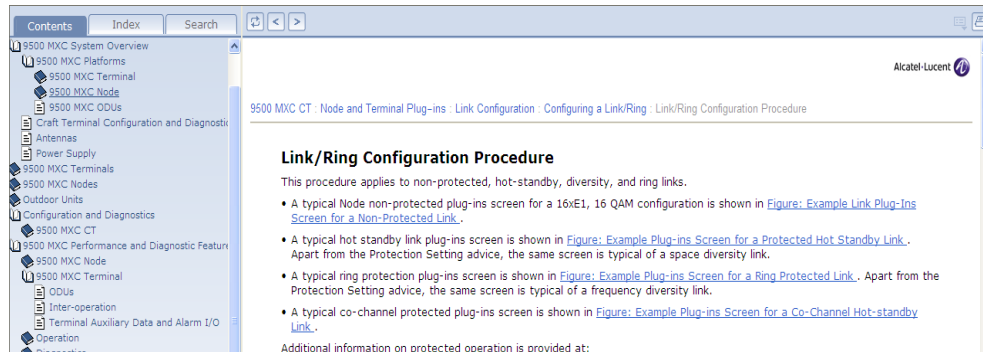 Contents
Index
Search
9500 MXC System Overview
9500 MXC Platforms
9500 MXC Terminal
9500 MXC Node
9500 MXC ODUs
Craft Terminal Configuration and Diagnostic
Antennas
Power Supply
9500 MXC Terminals
9500 MXC Nodes
Outdoor Units
Configuration and Diagnostics
9500 MXC CT
9500 MXC Performance and Diagnostic Feature
9500 MXC Node
9500 MXC Terminal
ODUs
Inter-operation
Terminal Auxiliary Data and Alarm I/O
Operation
Diagnostics
Alcatel·Lucent
9500 MXC CT : Node and Terminal Plug-ins : Link Configuration : Configuring a Link/Ring : Link/Ring Configuration Procedure
Link/Ring Configuration Procedure
This procedure applies to non-protected, hot-standby, diversity, and ring links.
• A typical Node non-protected plug-ins screen for a 16xE1, 16 QAM configuration is shown in Figure: Example Link Plug-Ins
Screen for a Non-Protected Link .
• A typical hot standby link plug-ins screen is shown in Figure: Example Plug-ins Screen for a Protected Hot Standby Link .
Apart from the Protection Setting advice, the same screen is typical of a space diversity link.
• A typical ring protection plug-ins screen is shown in Figure: Example Plug-ins Screen for a Ring Protected Link . Apart from the
Protection Setting advice, the same screen is typical of a frequency diversity link.
• A typical co-channel protected plug-ins screen is shown in Figure: Example Plug-ins Screen for a Co-Channel Hot-standby
Link .
Additional information on protected operation is provided at: